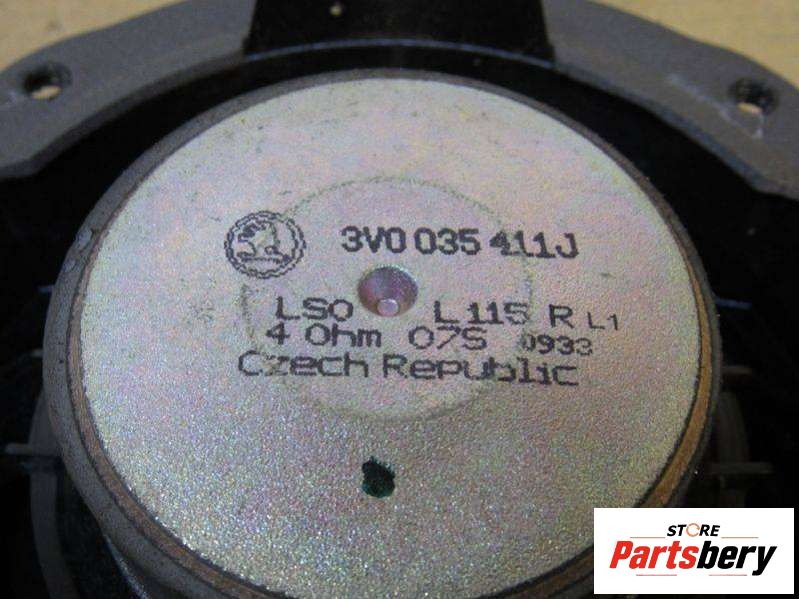 3V0 035 411J
LSO L115 R L1
4 Ohm 07S 0933
Czech Republic
STORE
Partsbery